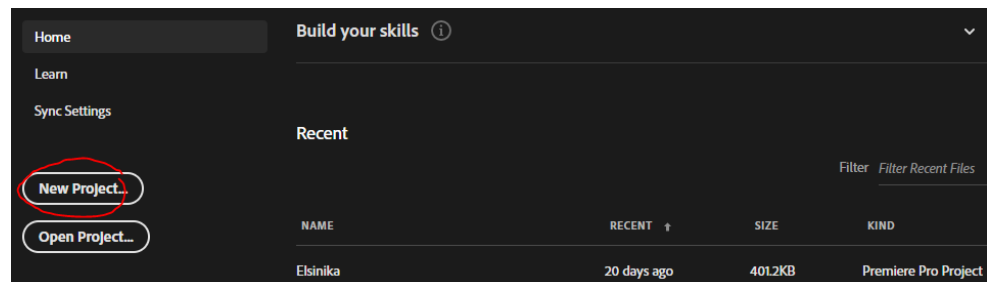 Home
Learn
Sync Settings
New Project...
Open Project...
Build your skills
Recent
Filter Filter Recent Files
NAME RECENT SIZE KIND
Elsinika 20 days ago 401.2KB Premiere Pro Project